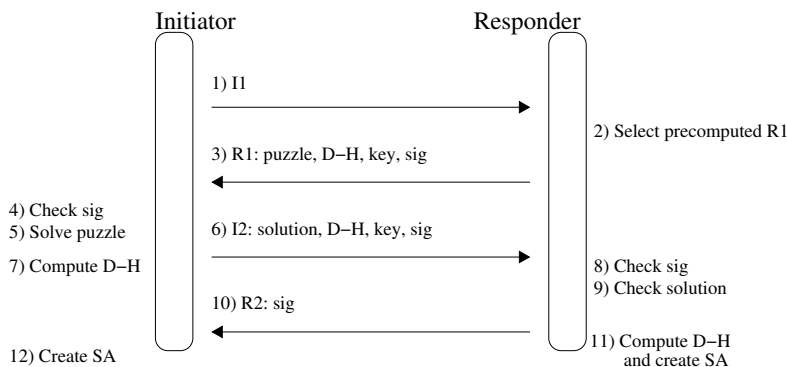 Initiator
Responder
1) I1
2) Select precomputed R1
3) R1: puzzle, D−H, key, sig
4) Check sig
5) Solve puzzle
6) I2: solution, D−H, key, sig
7) Compute D−H
8) Check sig
9) Check solution
10) R2: sig
11) Compute D−H
and create SA
12) Create SA